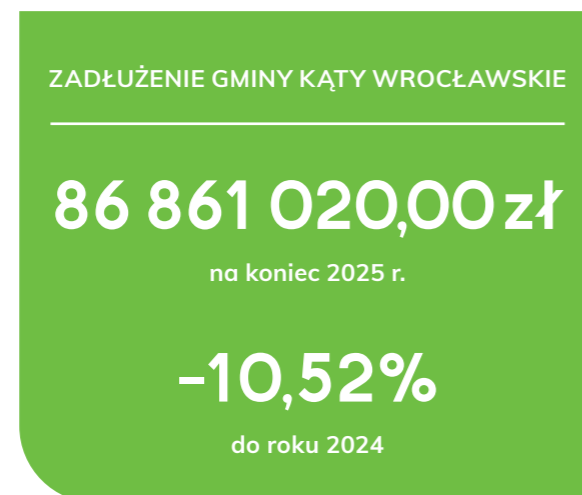 ZADŁUŻENIE GMINY KĄTY WROCŁAWSKIE
86 861 020,00 zł
na koniec 2025 r.
-10,52%
do roku 2024